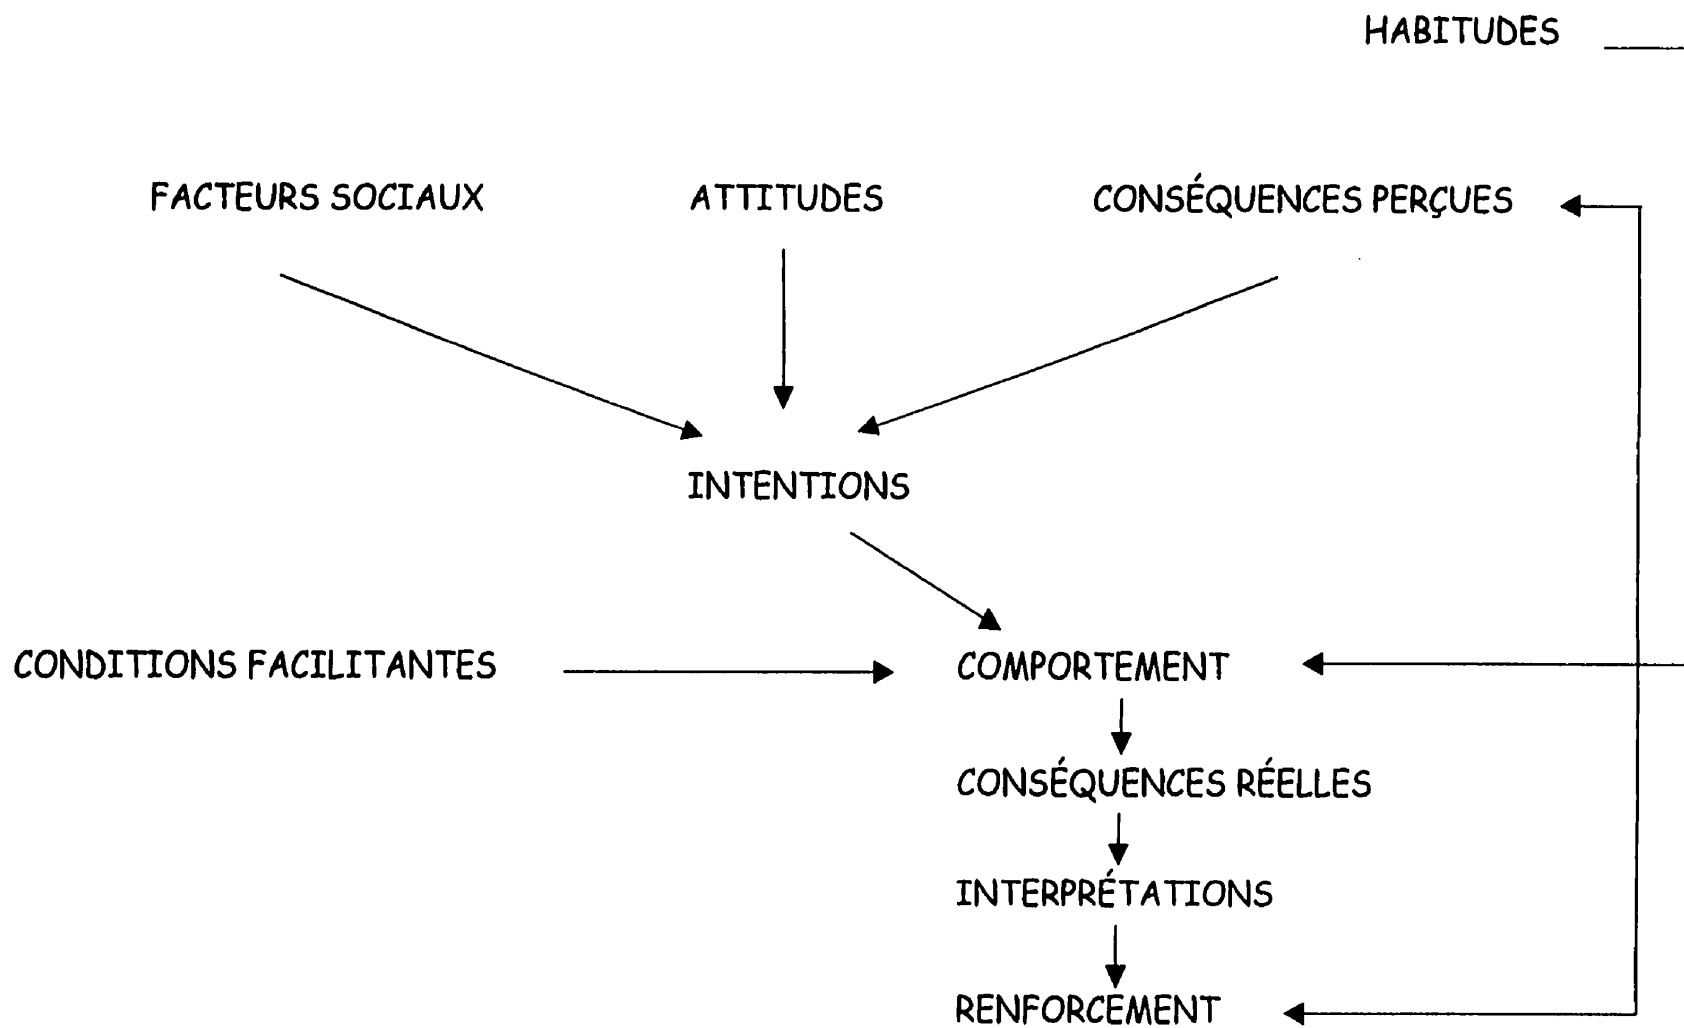 HABITUDES
FACTEURS SOCIAUX
ATTITUDES
CONSÉQUENCES PERÇUES
INTENTIONS
CONDITIONS FACILITANTES
COMPORTEMENT
CONSÉQUENCES RÉELLES
INTERPRÉTATIONS
RENFORCEMENT